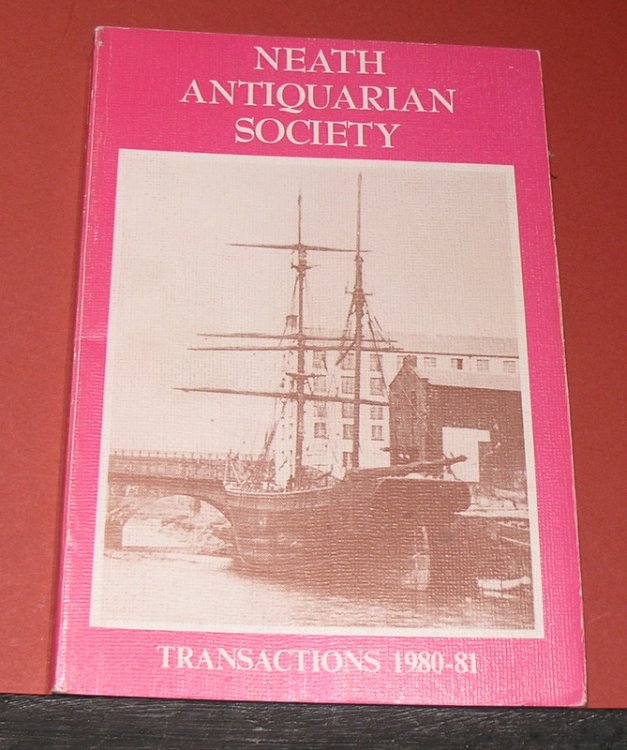 NEATH
ANTIQUARIAN
SOCIETY
TRANSACTIONS 1980-81